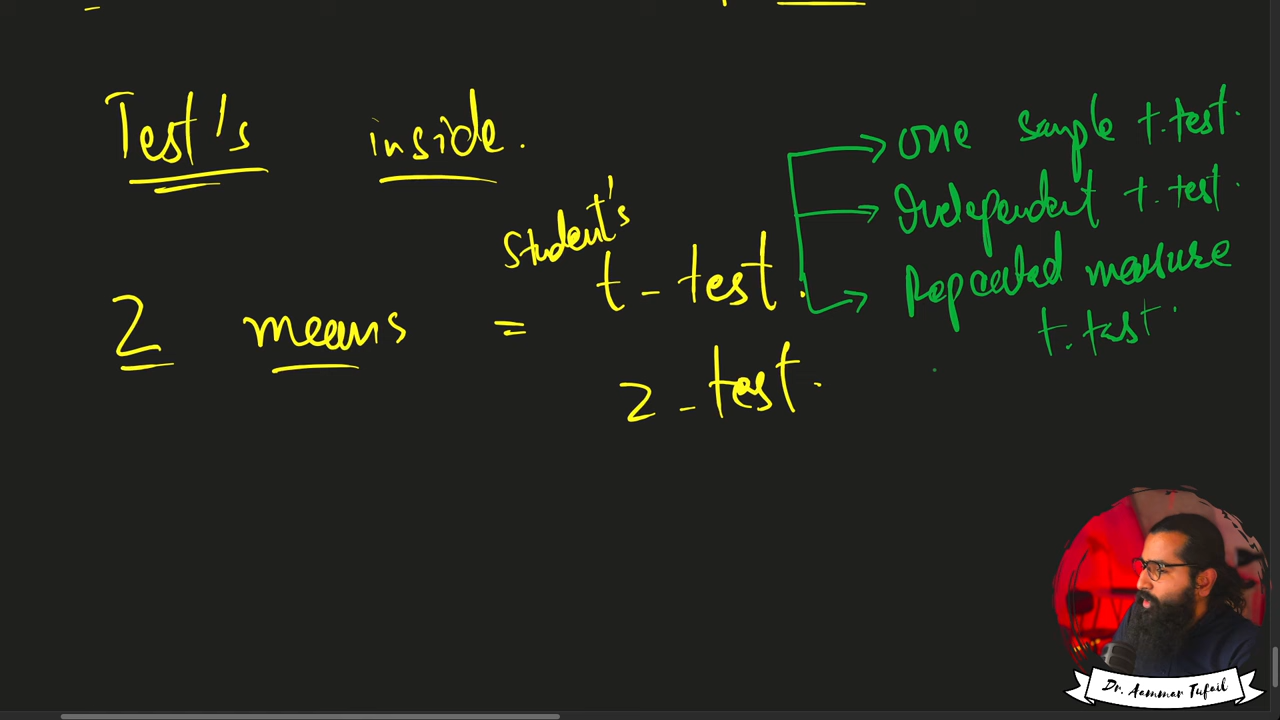 Test's inside.
Student's
t - test.
2 means =
z - test.
one sample t.test.
Independent t.test.
Repeated measure
t.test.
Dr. Aammar Tufail